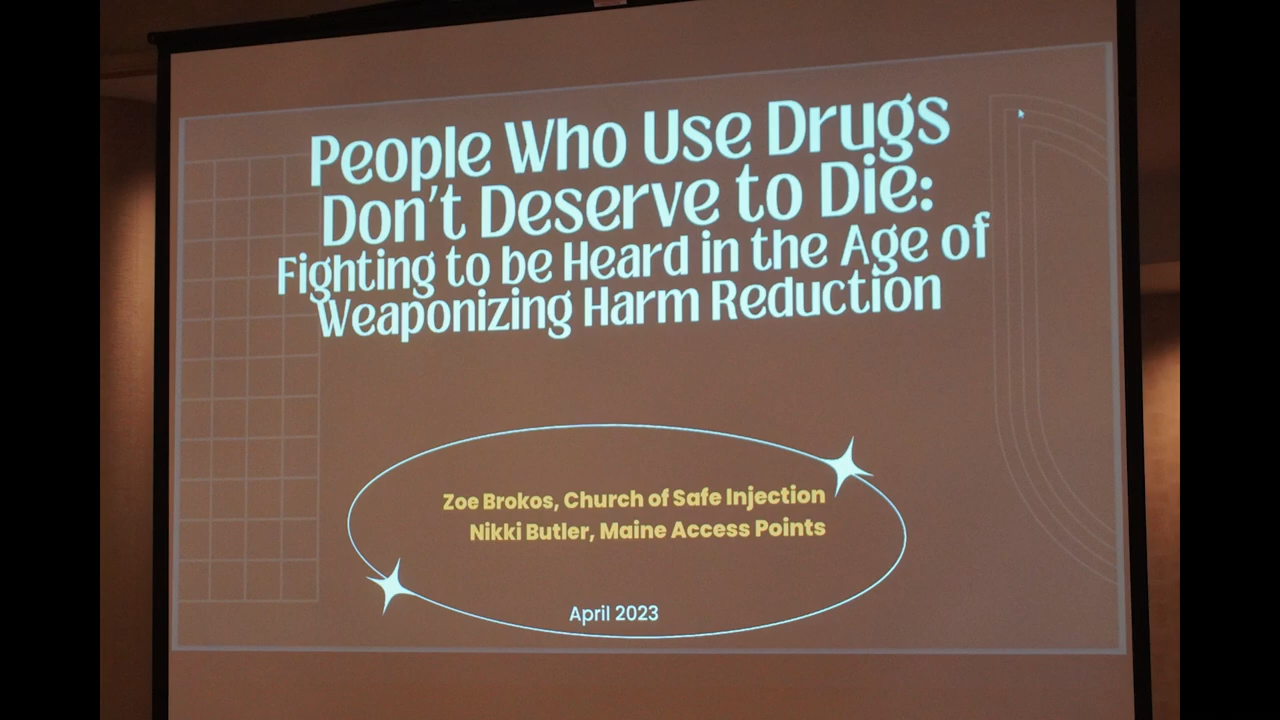 People Who Use Drugs
Don't Deserve to Die:
Fighting to be Heard in the Age of
Weaponizing Harm Reduction
Zoe Brokos, Church of Safe Injection
Nikki Butler, Maine Access Points
April 2023